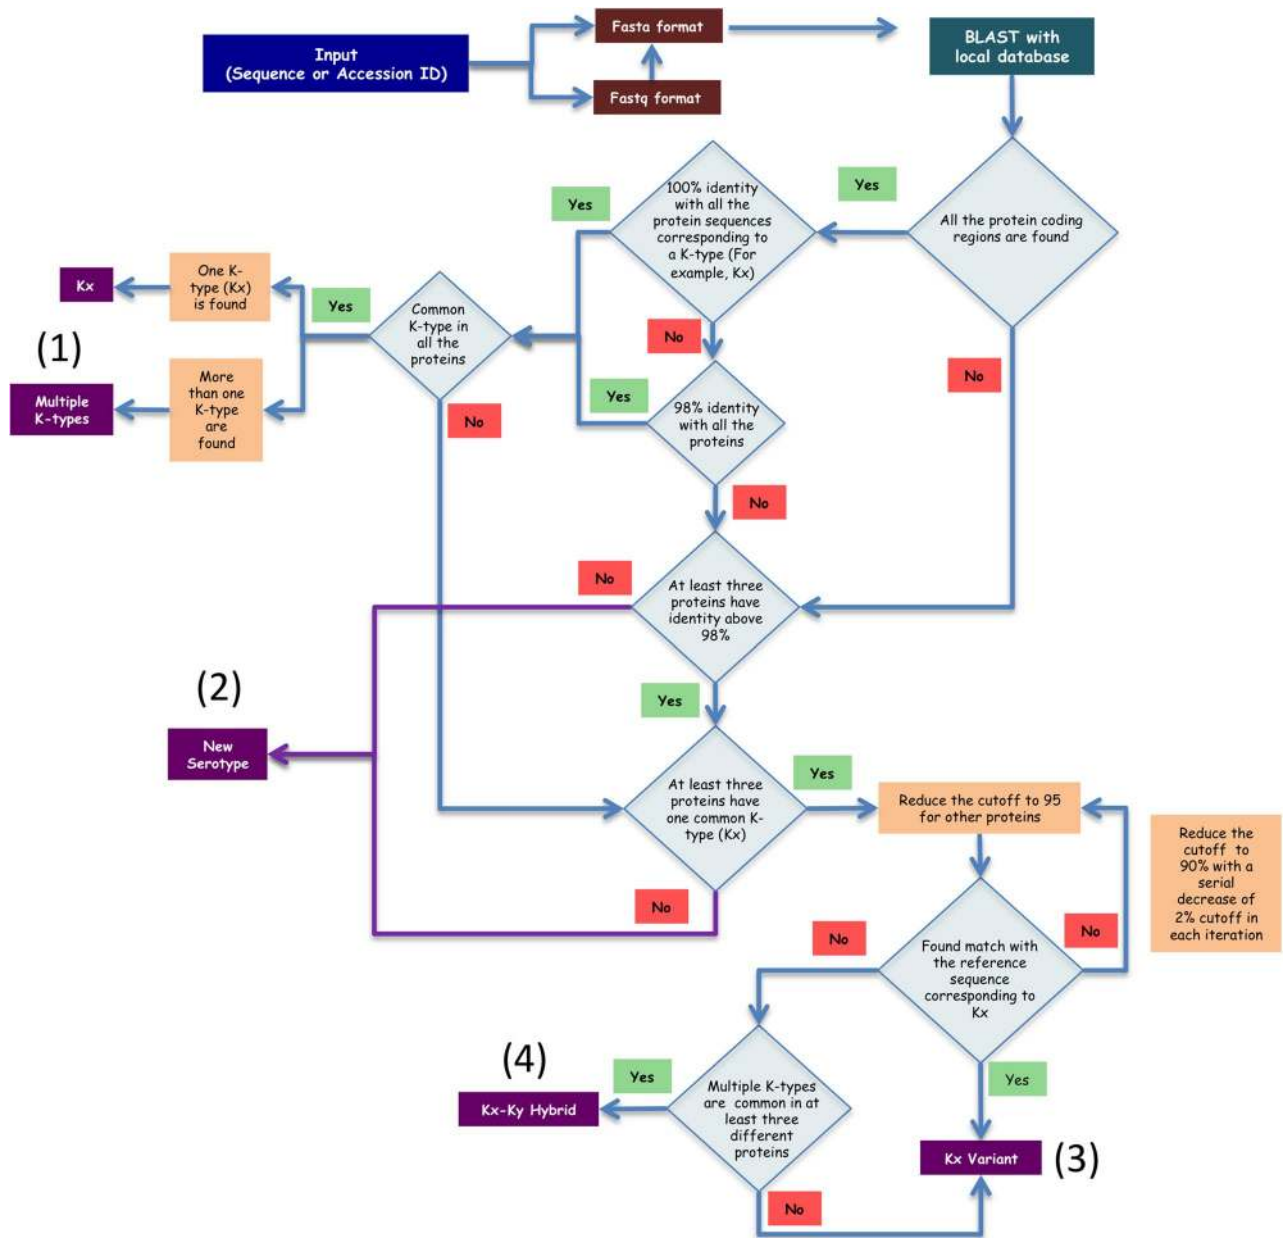 Input
(Sequence or Accession ID)
Fasta format
Fastq format
BLAST with
local database
All the protein coding
regions are found
Yes
No
100% identity
with all the
protein sequences
corresponding to
a K-type (For
example, Kx)
Yes
No
98% identity
with all the
proteins
Yes
No
Common
K-type in
all the
proteins
Yes
No
One K-
type (Kx)
is found
Kx
(1)
More
than one
K-type
are
found
Multiple
K-types
At least three
proteins have
identity above
98%
No
Yes
(2)
New
Serotype
At least three
proteins have
one common K-
type (Kx)
Yes
No
Reduce the cutoff to 95
for other proteins
Reduce the
cutoff to
90% with a
serial
decrease of
2% cutoff in
each iteration
Found match with
the reference
sequence
corresponding to
Kx
No
No
Yes
Multiple K-types
are common in at
least three
different
proteins
Yes
No
(4)
Kx-Ky Hybrid
Kx Variant
(3)